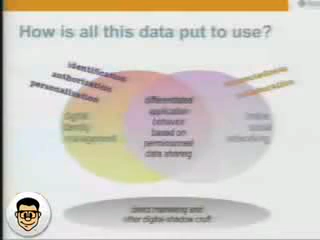 How is all this data put to use?
identification
authorization
personalization
differentiated
application
behavior
based on
permissioned
data sharing
digital
identity
management
online
social
networking
direct marketing and
other digital-shadow cruft